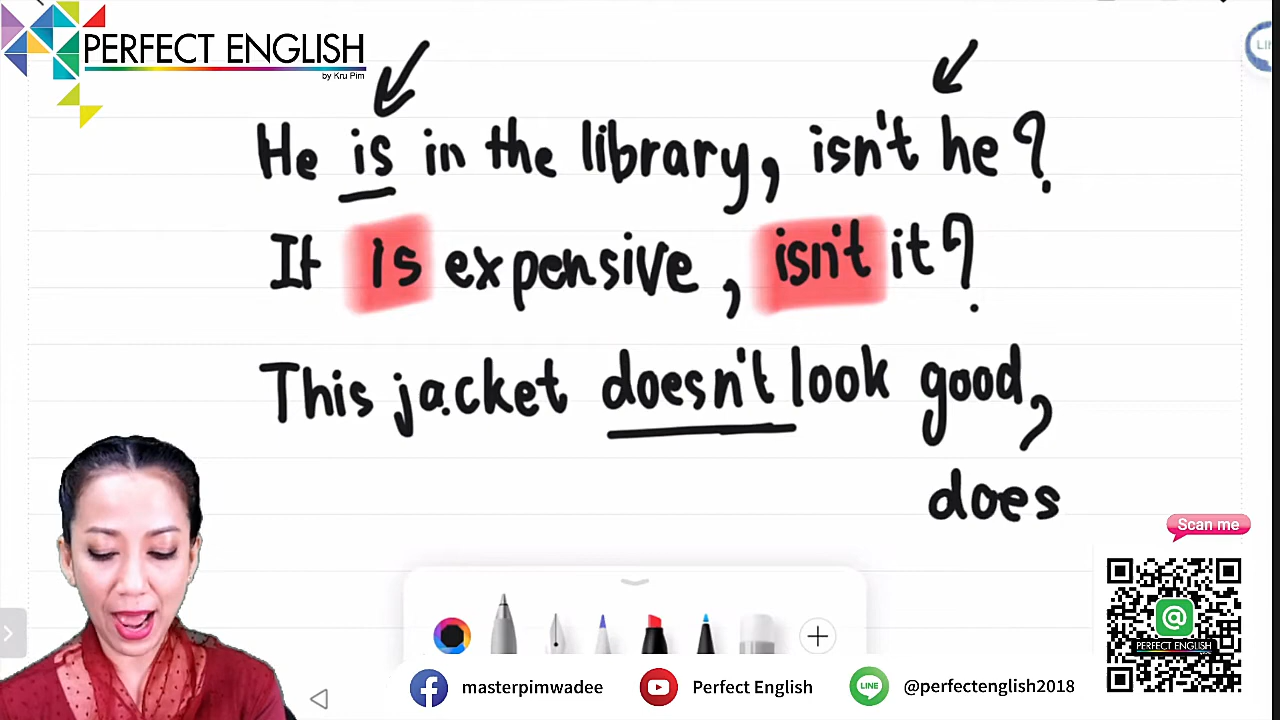 PERFECT ENGLISH
by Kru Pim
He is in the library, isn't he?
It is expensive, isn't it?
This jacket doesn't look good,
does
Scan me
@
PERFECT ENGLISH
masterpimwadee
Perfect English
LINE
@perfectenglish2018